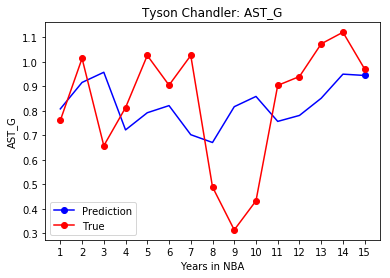 Tyson Chandler: AST_G
AST_G
1.1
1.0
0.9
0.8
0.7
0.6
0.5
0.4
0.3
Prediction
True
1 2 3 4 5 6 7 8 9 10 11 12 13 14 15
Years in NBA